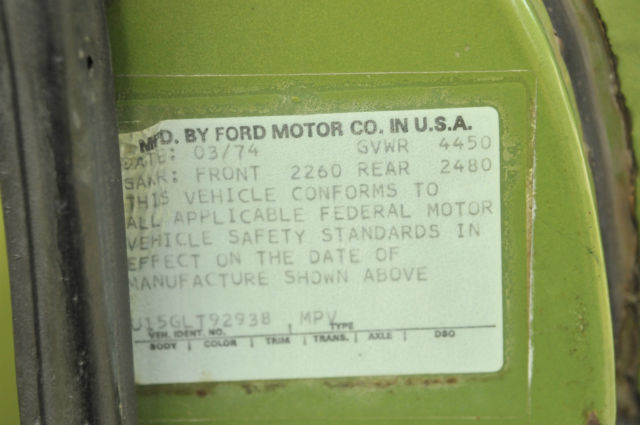 MFD. BY FORD MOTOR CO. IN U.S.A.
DATE: 03/74 GVWR 4450
GAWR: FRONT 2260 REAR 2480
THIS VEHICLE CONFORMS TO
ALL APPLICABLE FEDERAL MOTOR
VEHICLE SAFETY STANDARDS IN
EFFECT ON THE DATE OF
MANUFACTURE SHOWN ABOVE
U15GLT92938 MPV
VEH. IDENT. NO. TYPE
BODY | COLOR | TRIM | TRANS. | AXLE | DSO